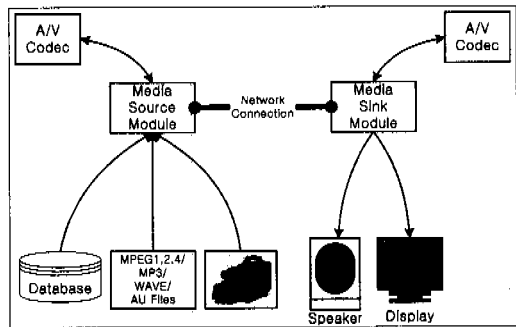 A/V
Codec
A/V
Codec
Media
Source
Module
Network
Connection
Media
Sink
Module
Database
MPEG1,2.4/
MP3/
WAVE/
AU Files
Speaker
Display